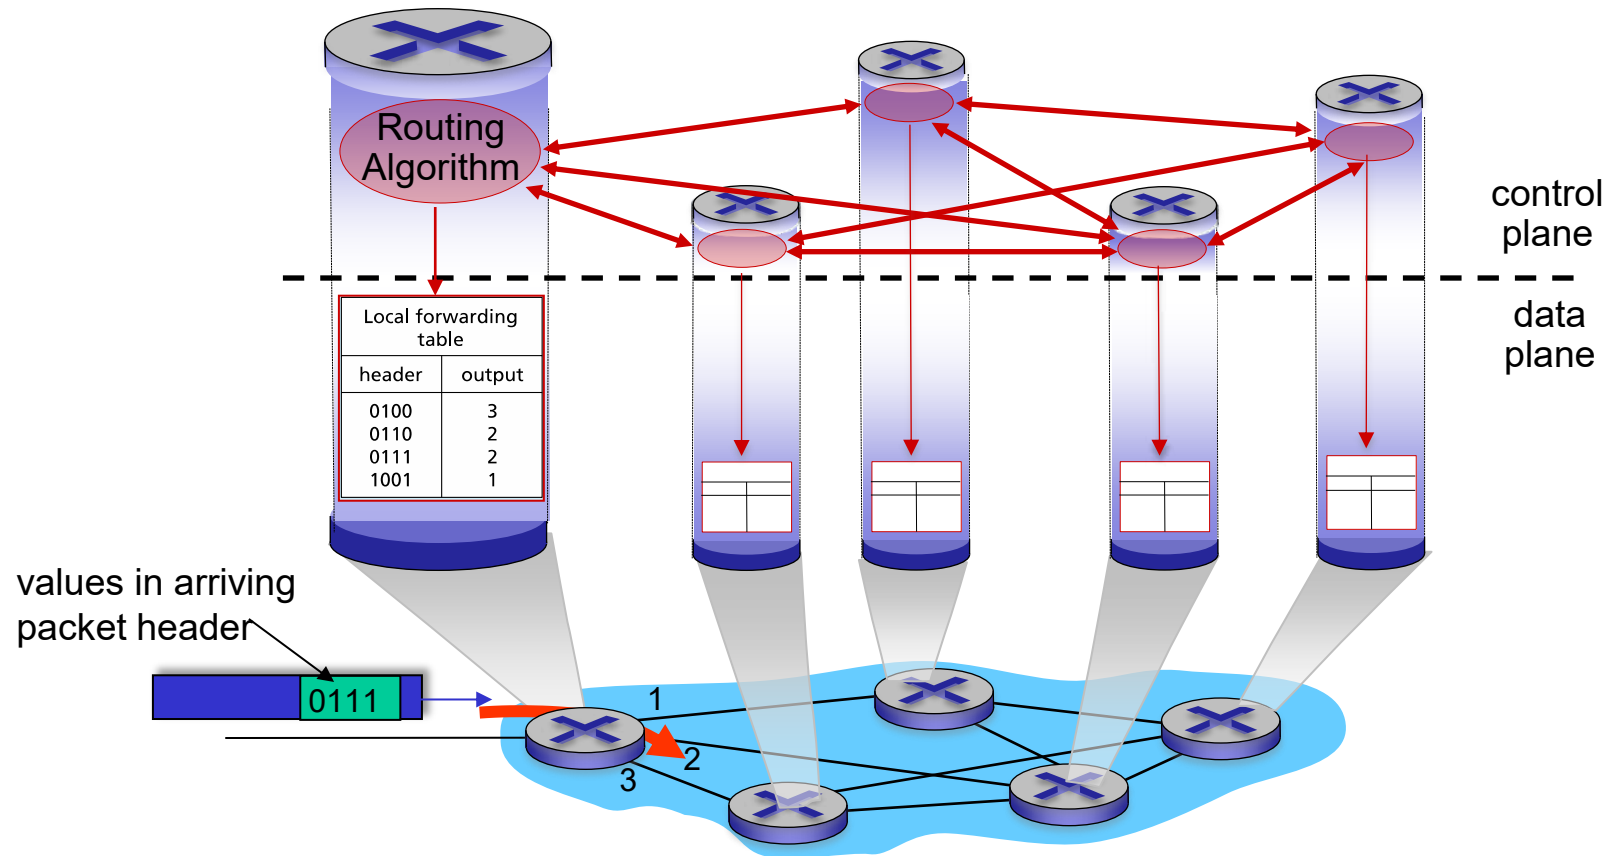 Routing
Algorithm
control
plane
data
plane
Local forwarding
table
header output
0100 3
0110 2
0111 2
1001 1
values in arriving
packet header
0111
1
2
3